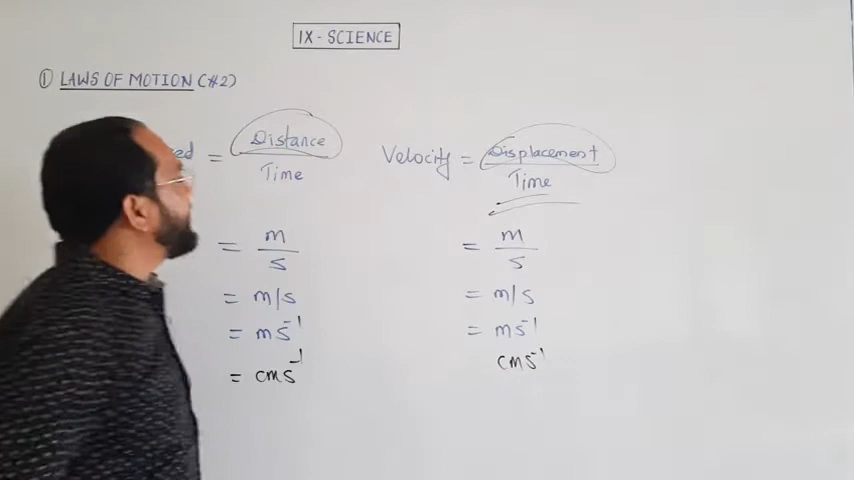 IX - SCIENCE
① LAWS OF MOTION (#2)
= Distance / Time
= m / s
= m/s
= ms⁻¹
= cms⁻¹
Velocity = Displacement / Time
= m / s
= m/s
= ms⁻¹
cms⁻¹